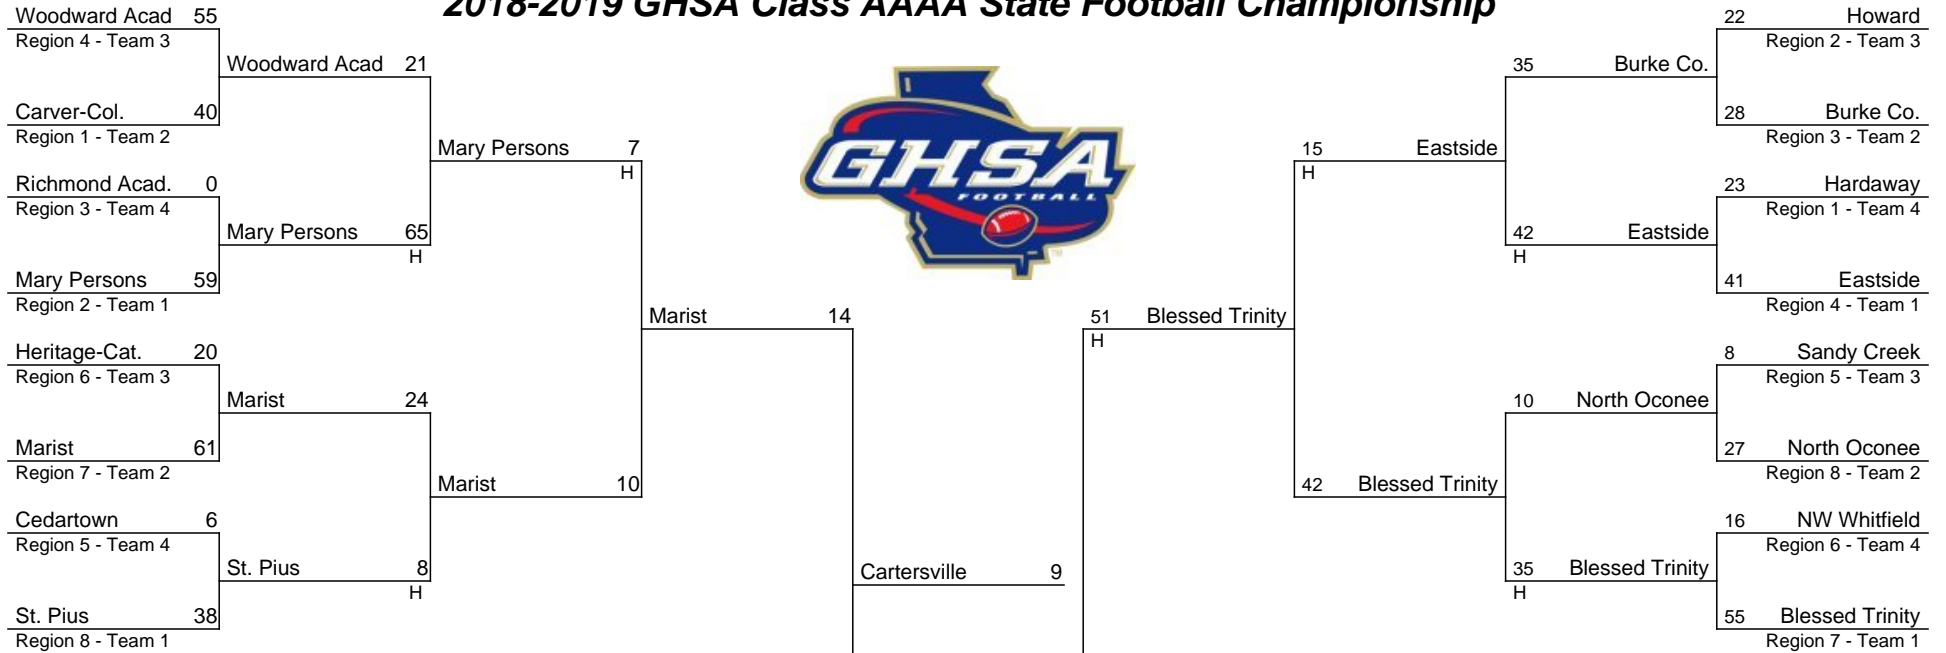 2018-2019 GHSA Class AAAA State Football Championship
Woodward Acad 55
Region 4 - Team 3
Carver-Col. 40
Region 1 - Team 2
Richmond Acad. 0
Region 3 - Team 4
Mary Persons 59
Region 2 - Team 1
Heritage-Cat. 20
Region 6 - Team 3
Marist 61
Region 7 - Team 2
Cedartown 6
Region 5 - Team 4
St. Pius 38
Region 8 - Team 1
Woodward Acad 21
Mary Persons 65
H
Marist 24
St. Pius 8
H
Mary Persons 7
H
Marist 10
Marist 14
Cartersville 9
GHSA
FOOTBALL
TM
51 Blessed Trinity
H
15 Eastside
H
42 Blessed Trinity
35 Burke Co.
42 Eastside
H
10 North Oconee
35 Blessed Trinity
H
22 Howard
Region 2 - Team 3
28 Burke Co.
Region 3 - Team 2
23 Hardaway
Region 1 - Team 4
41 Eastside
Region 4 - Team 1
8 Sandy Creek
Region 5 - Team 3
27 North Oconee
Region 8 - Team 2
16 NW Whitfield
Region 6 - Team 4
55 Blessed Trinity
Region 7 - Team 1